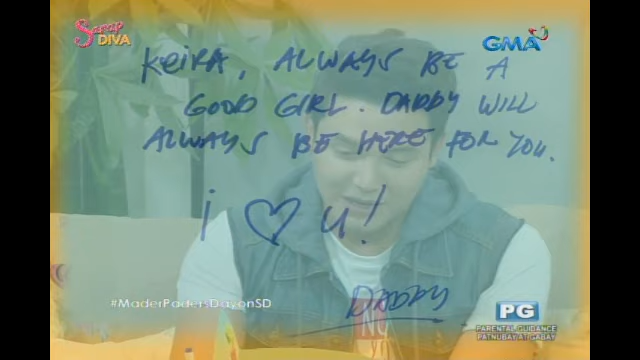 Sarap
DIVA
GMA
KEIRA, ALWAYS BE A
GOOD GIRL. DADDY WILL
ALWAYS BE HERE FOR YOU.
i ♡ u!
DADDY
#MaderPadersDayonSD
PG
PARENTAL GUIDANCE
PATNUBAY AT GABAY